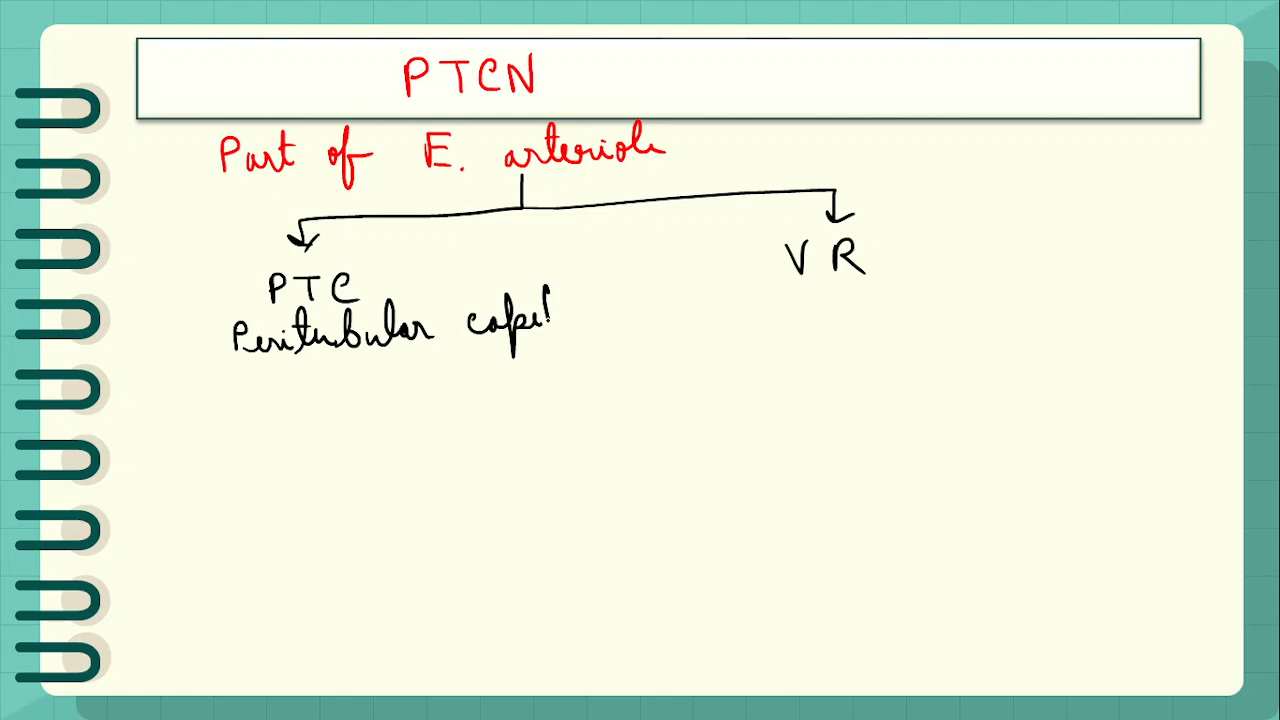 PTCN
Part of E. arteriole
PTC
VR
Peritubular capil